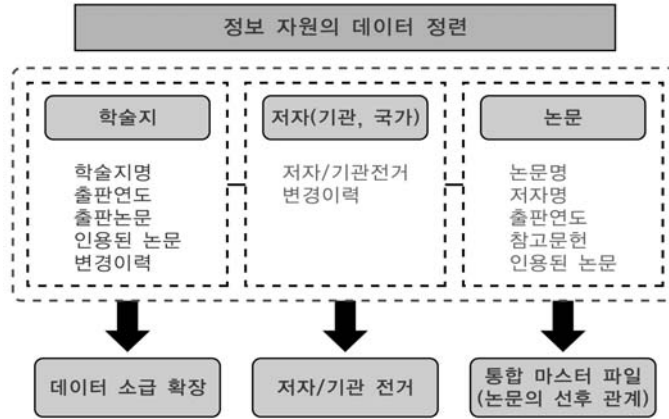 정보 자원의 데이터 정련
학술지
학술지명
출판연도
출판논문
인용된 논문
변경이력
저자(기관, 국가)
저자/기관전거
변경이력
논문
논문명
저자명
출판연도
참고문헌
인용된 논문
데이터 소급 확장
저자/기관 전거
통합 마스터 파일
(논문의 선후 관계)